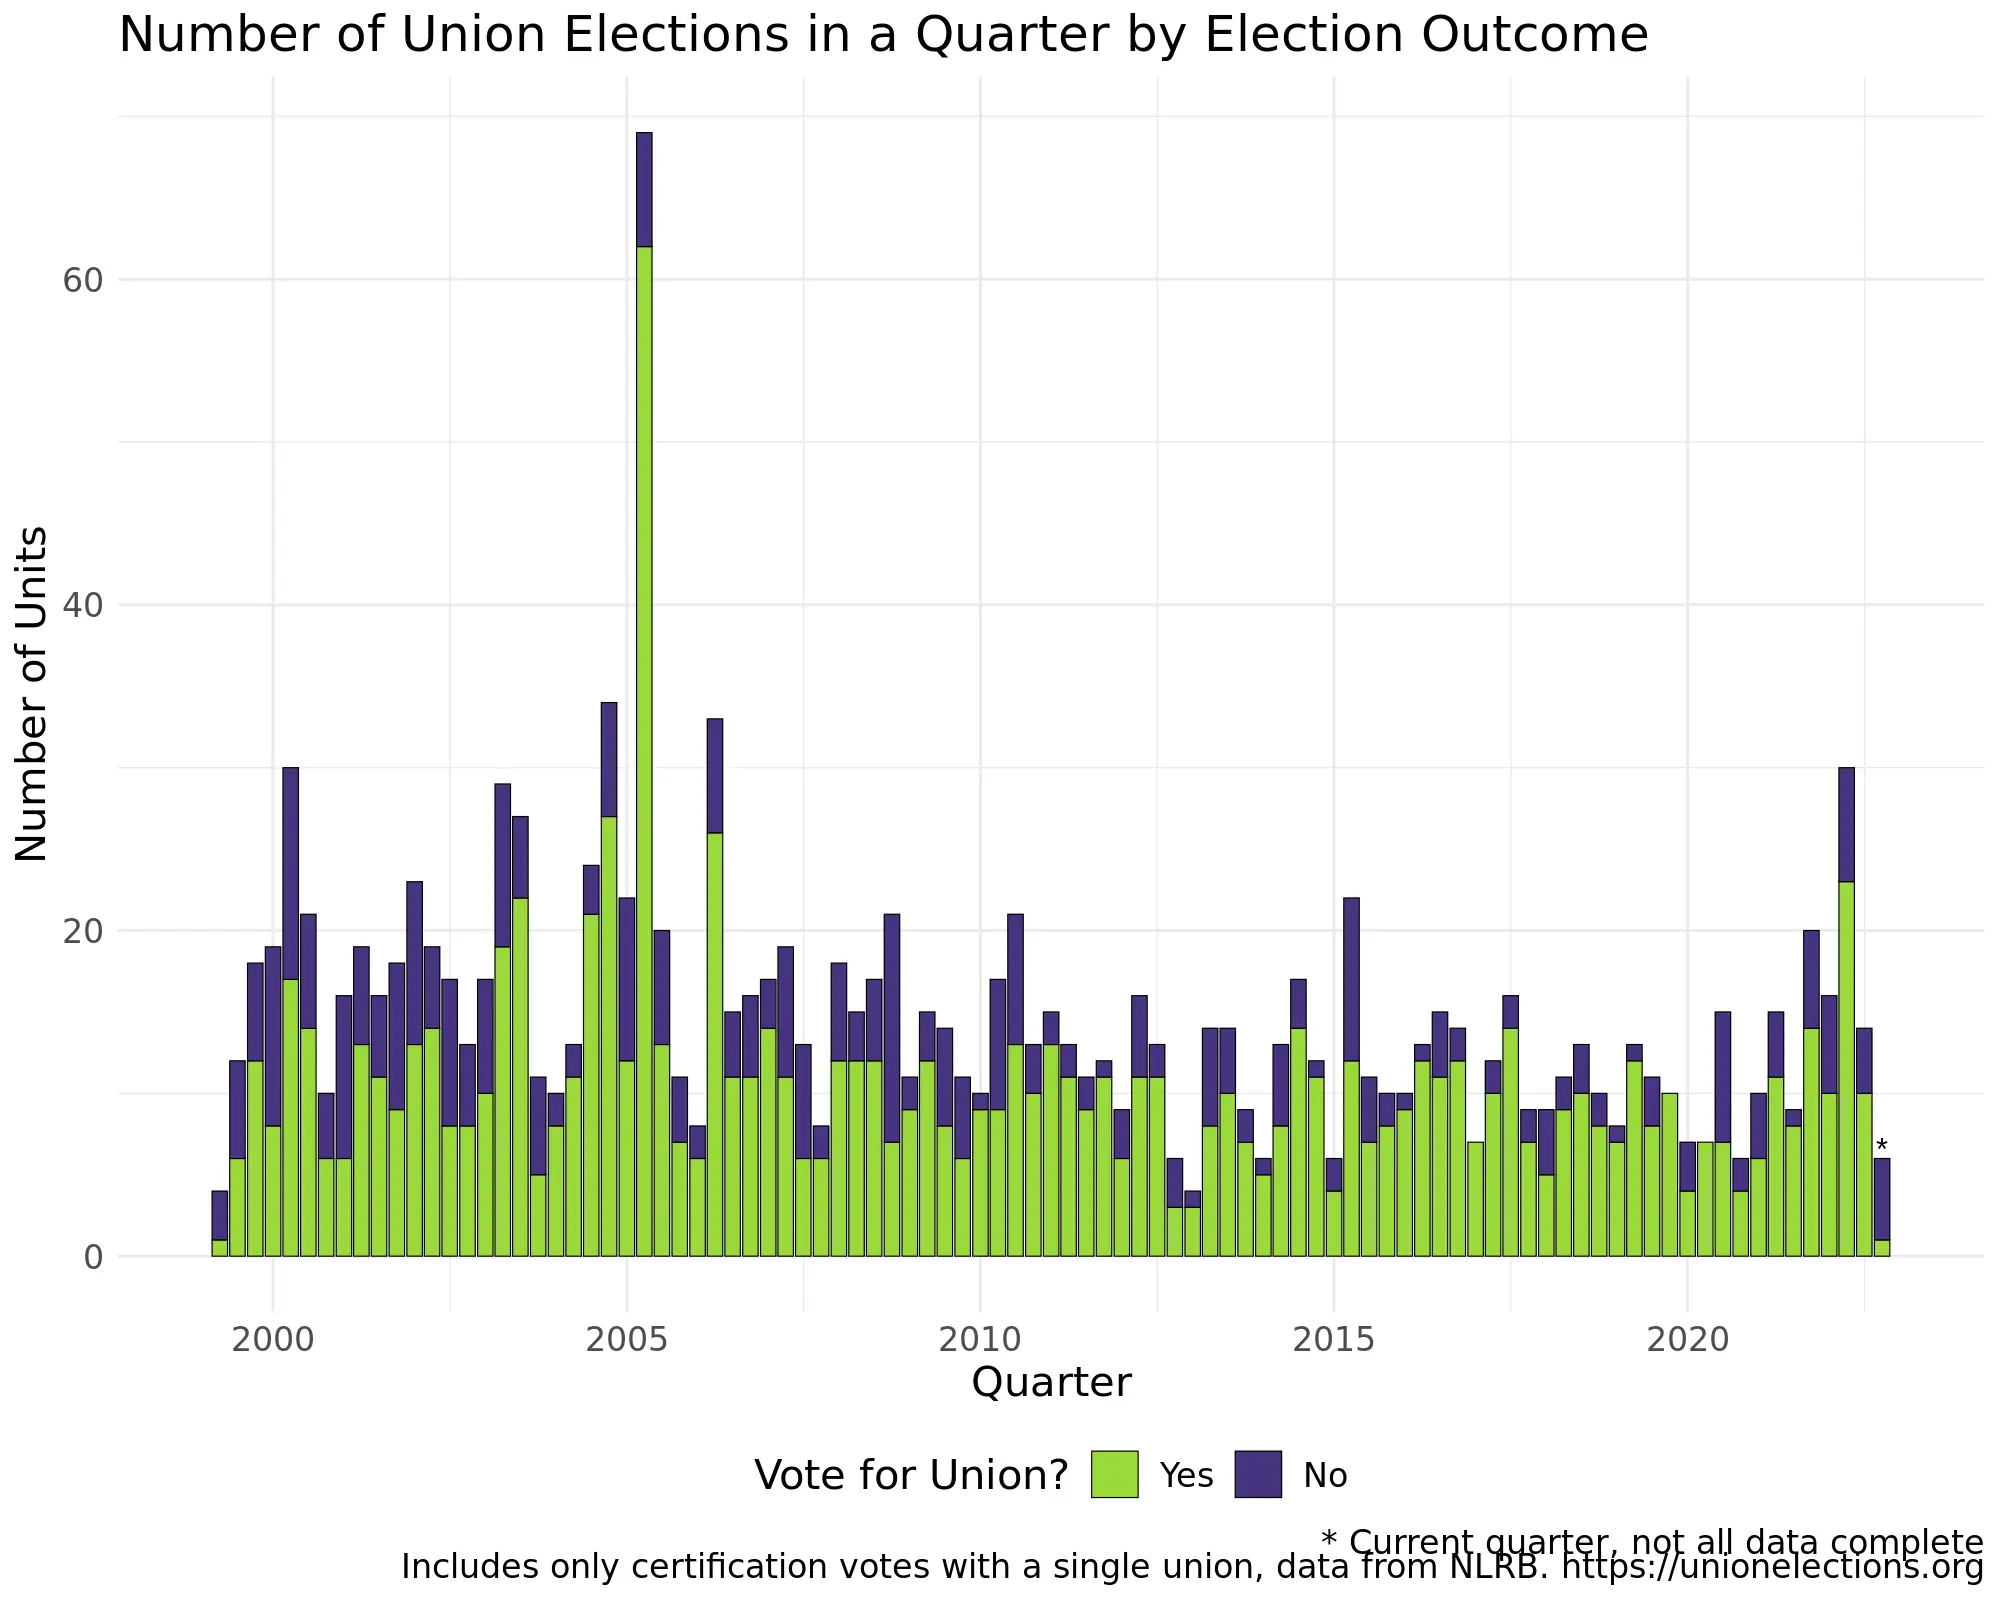 Number of Union Elections in a Quarter by Election Outcome
Number of Units
60
40
20
0
*
2000 2005 2010 2015 2020
Quarter
Vote for Union? Yes No
* Current quarter, not all data complete
Includes only certification votes with a single union, data from NLRB. https://unionelections.org